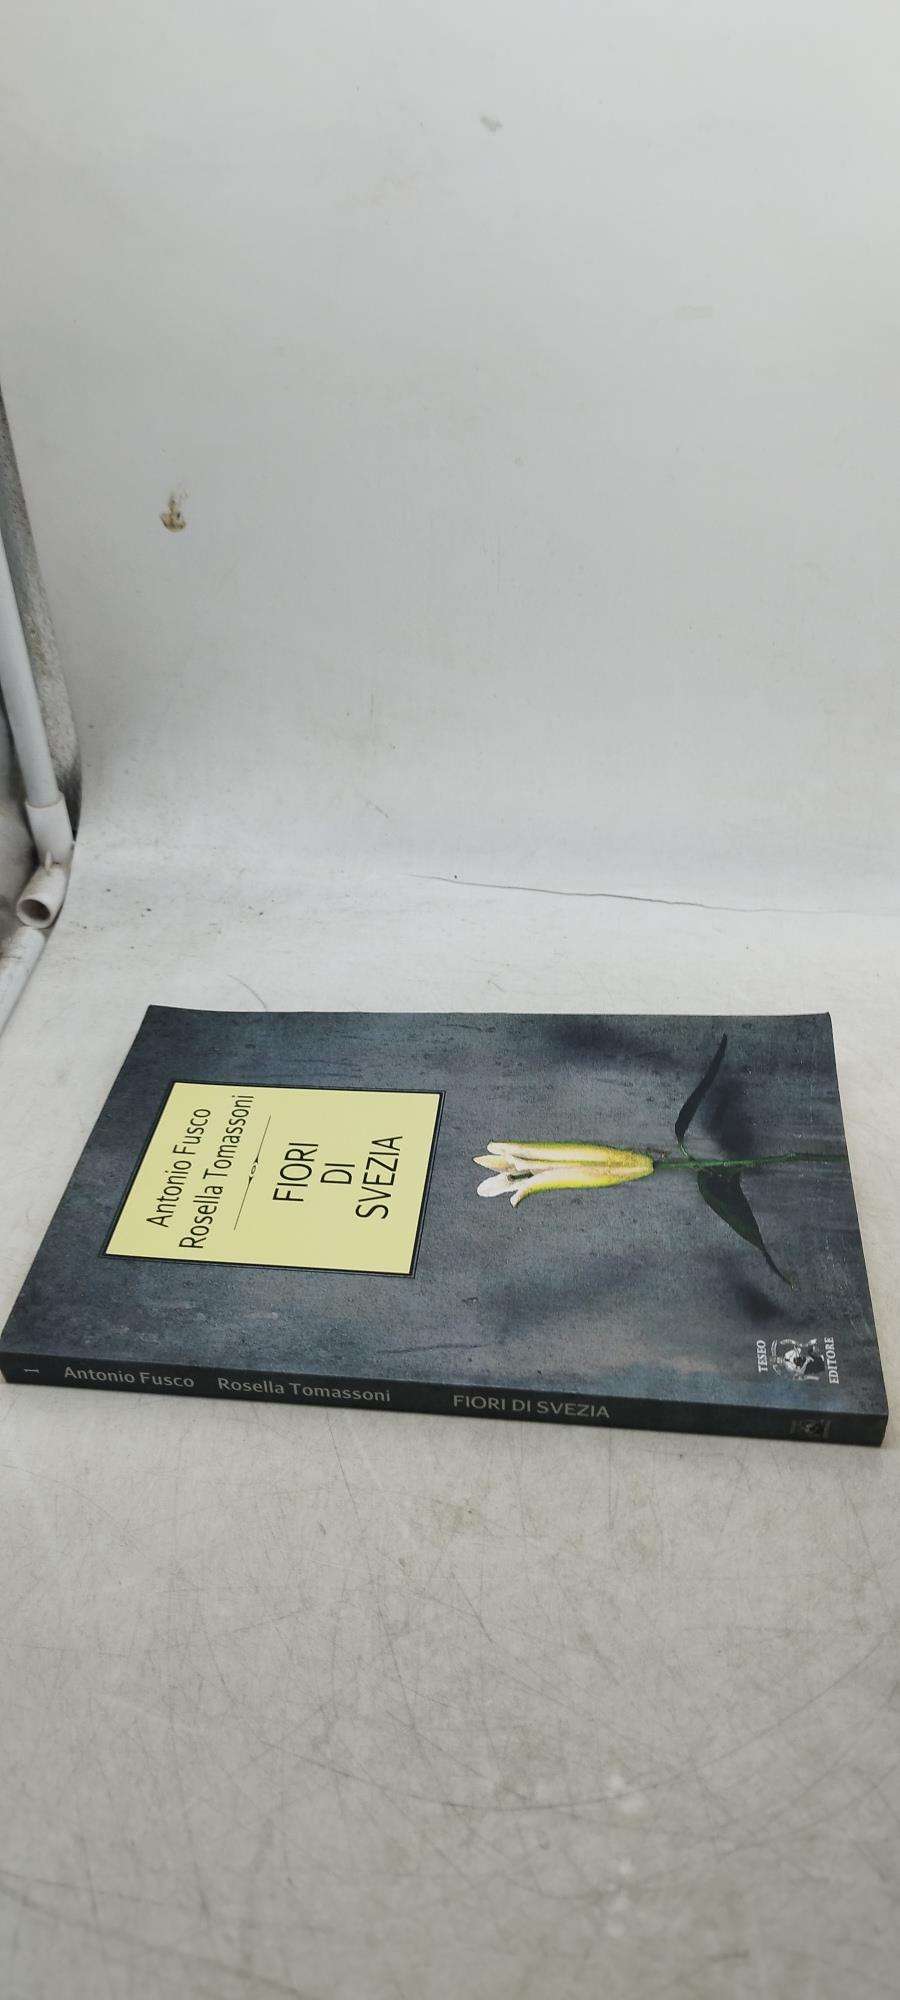 Antonio Fusco
Rosella Tomassoni
FIORI
DI
SVEZIA
TESEO
EDITORE
1 Antonio Fusco Rosella Tomassoni FIORI DI SVEZIA